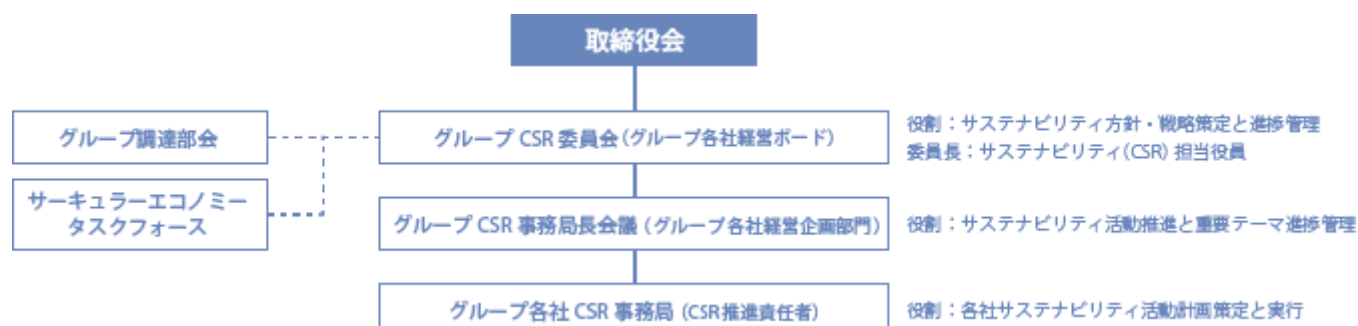 取締役会
グループ調達部会
グループ CSR 委員会(グループ各社経営ボード)
役割：サステナビリティ方針・戦略策定と進捗管理
委員長：サステナビリティ(CSR) 担当役員
サーキュラーエコノミー
タスクフォース
グループ CSR 事務局長会議(グループ各社経営企画部門)
役割：サステナビリティ活動推進と重要テーマ進捗管理
グループ各社 CSR 事務局(CSR推進責任者)
役割：各社サステナビリティ活動計画策定と実行